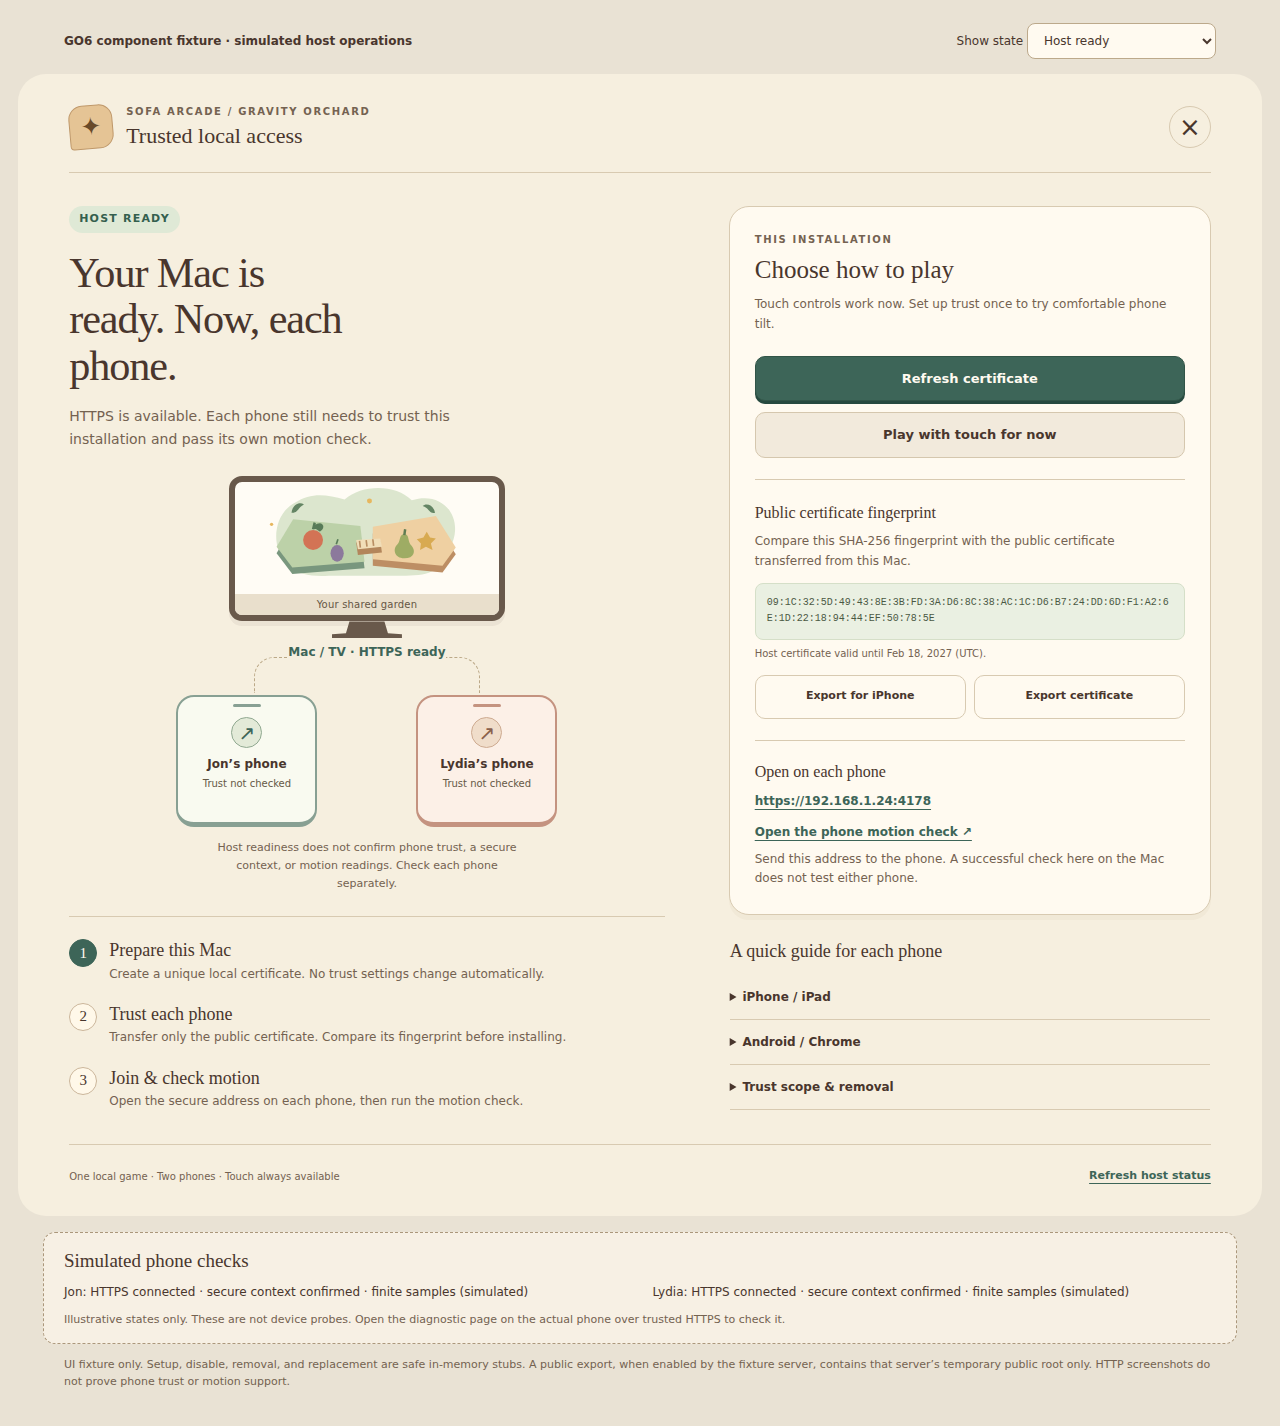 GO6 component fixture · simulated host operations
Show state Host ready
SOFA ARCADE / GRAVITY ORCHARD
Trusted local access
HOST READY
Your Mac is
ready. Now, each
phone.
HTTPS is available. Each phone still needs to trust this
installation and pass its own motion check.
Your shared garden
Mac / TV · HTTPS ready
Jon’s phone
Trust not checked
Lydia’s phone
Trust not checked
Host readiness does not confirm phone trust, a secure
context, or motion readings. Check each phone
separately.
1 Prepare this Mac
Create a unique local certificate. No trust settings change automatically.
2 Trust each phone
Transfer only the public certificate. Compare its fingerprint before installing.
3 Join & check motion
Open the secure address on each phone, then run the motion check.
THIS INSTALLATION
Choose how to play
Touch controls work now. Set up trust once to try comfortable phone
tilt.
Refresh certificate
Play with touch for now
Public certificate fingerprint
Compare this SHA-256 fingerprint with the public certificate
transferred from this Mac.
09:1C:32:5D:49:43:8E:3B:FD:3A:D6:8C:38:AC:1C:D6:B7:24:DD:6D:F1:A2:6
E:1D:22:18:94:44:EF:50:78:5E
Host certificate valid until Feb 18, 2027 (UTC).
Export for iPhone
Export certificate
Open on each phone
https://192.168.1.24:4178
Open the phone motion check ↗
Send this address to the phone. A successful check here on the Mac
does not test either phone.
A quick guide for each phone
iPhone / iPad
Android / Chrome
Trust scope & removal
One local game · Two phones · Touch always available
Refresh host status
Simulated phone checks
Jon: HTTPS connected · secure context confirmed · finite samples (simulated)
Lydia: HTTPS connected · secure context confirmed · finite samples (simulated)
Illustrative states only. These are not device probes. Open the diagnostic page on the actual phone over trusted HTTPS to check it.
UI fixture only. Setup, disable, removal, and replacement are safe in-memory stubs. A public export, when enabled by the fixture server, contains that server’s temporary public root only. HTTP screenshots do
not prove phone trust or motion support.